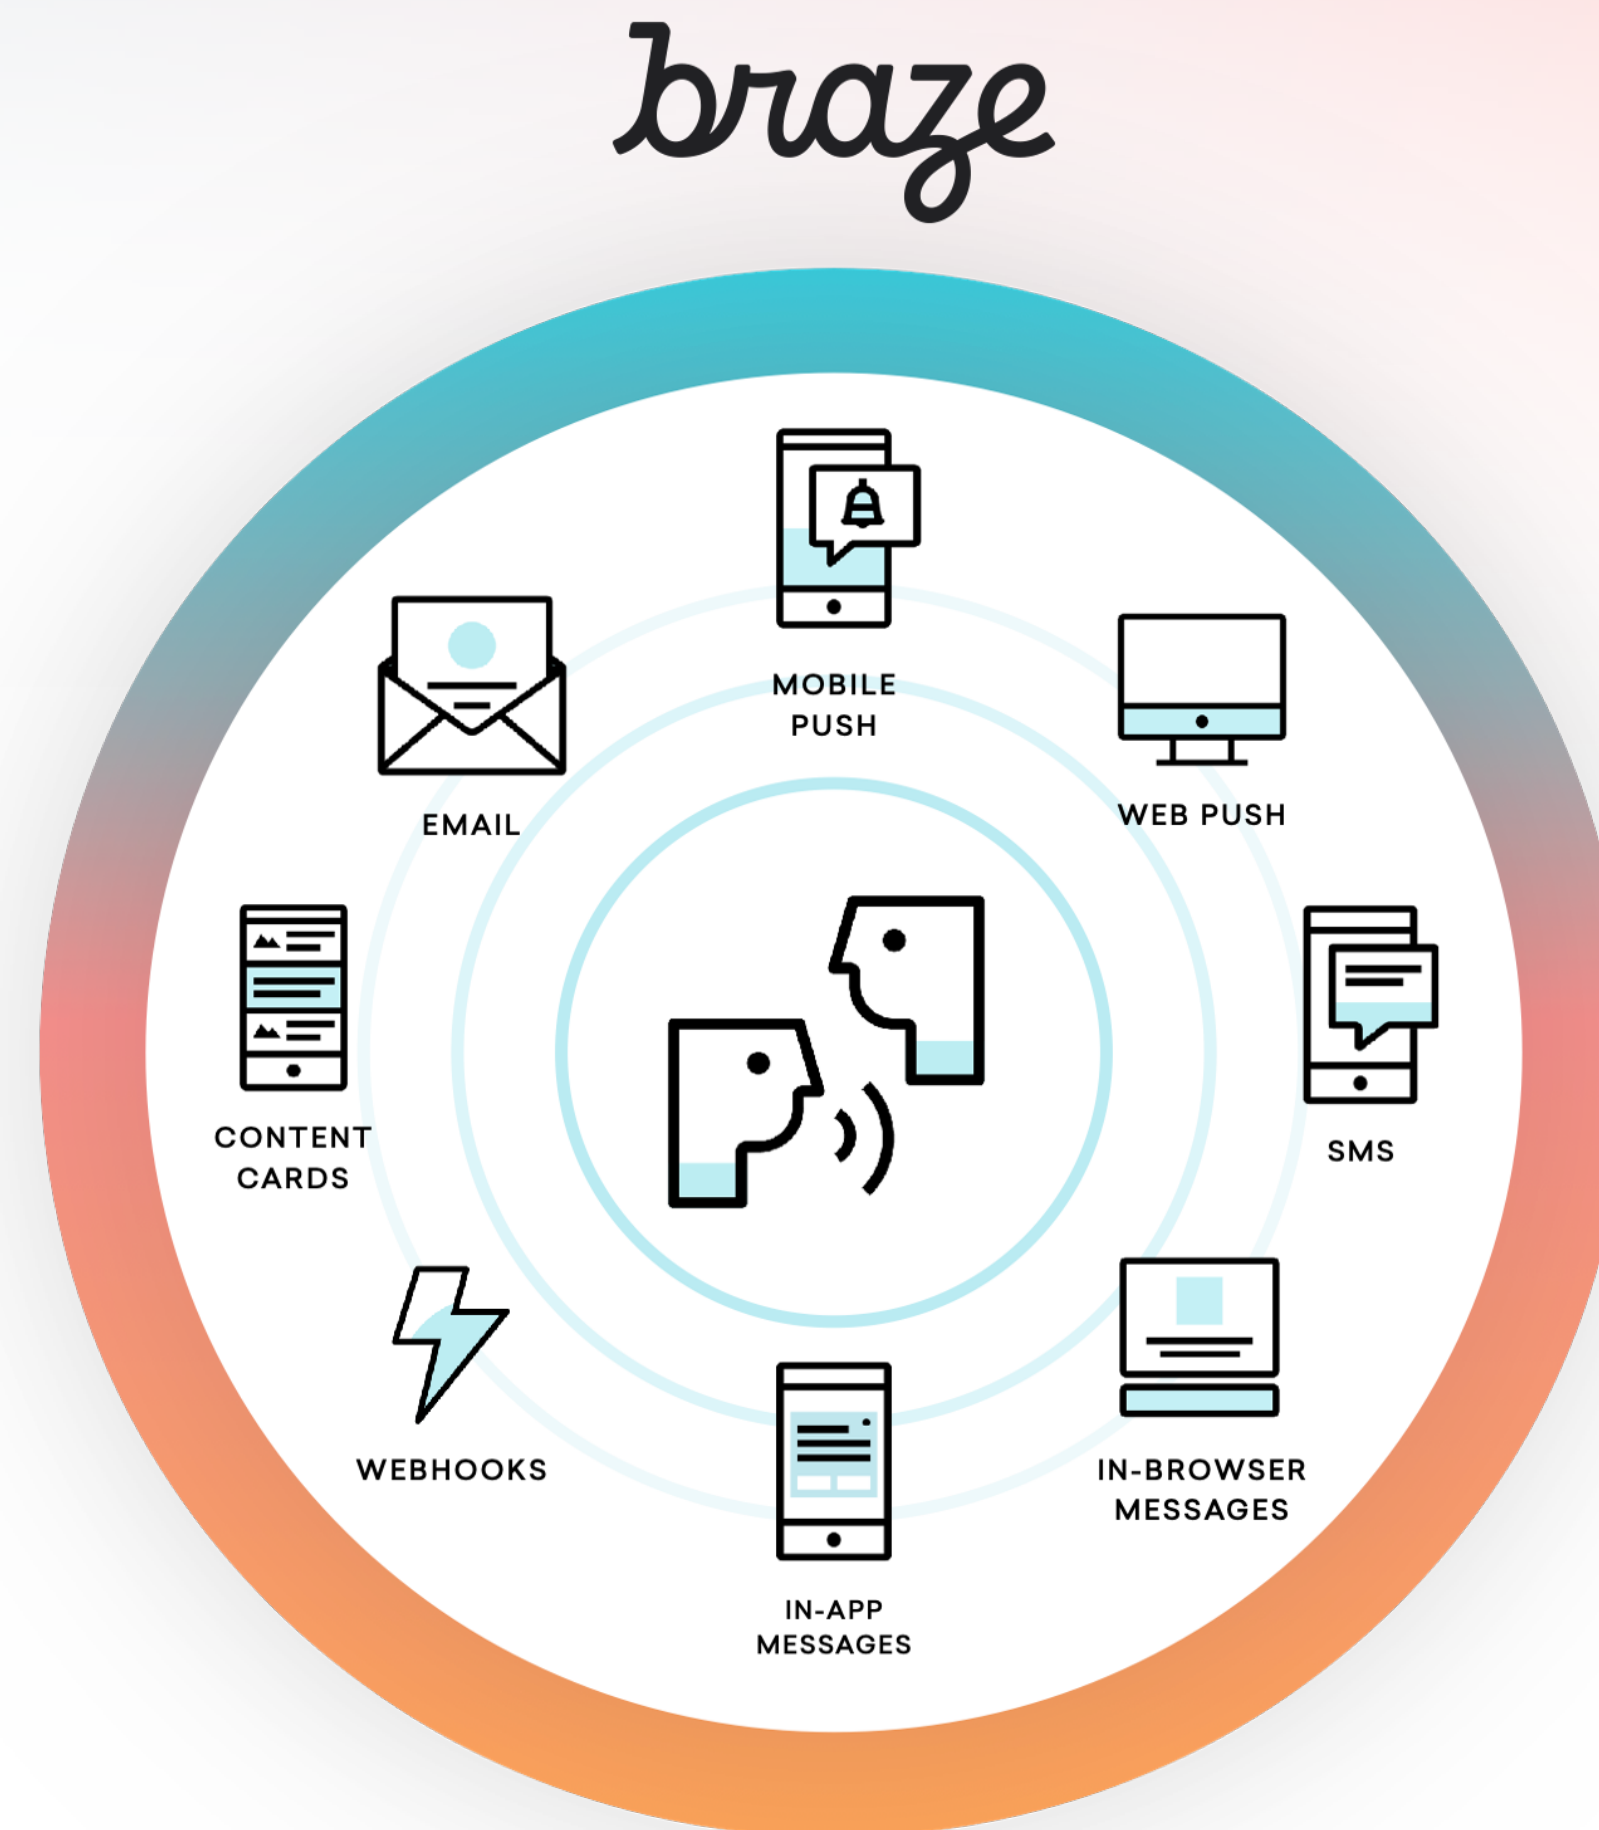 braze
MOBILE
PUSH
EMAIL
WEB PUSH
CONTENT
CARDS
SMS
WEBHOOKS
IN-BROWSER
MESSAGES
IN-APP
MESSAGES